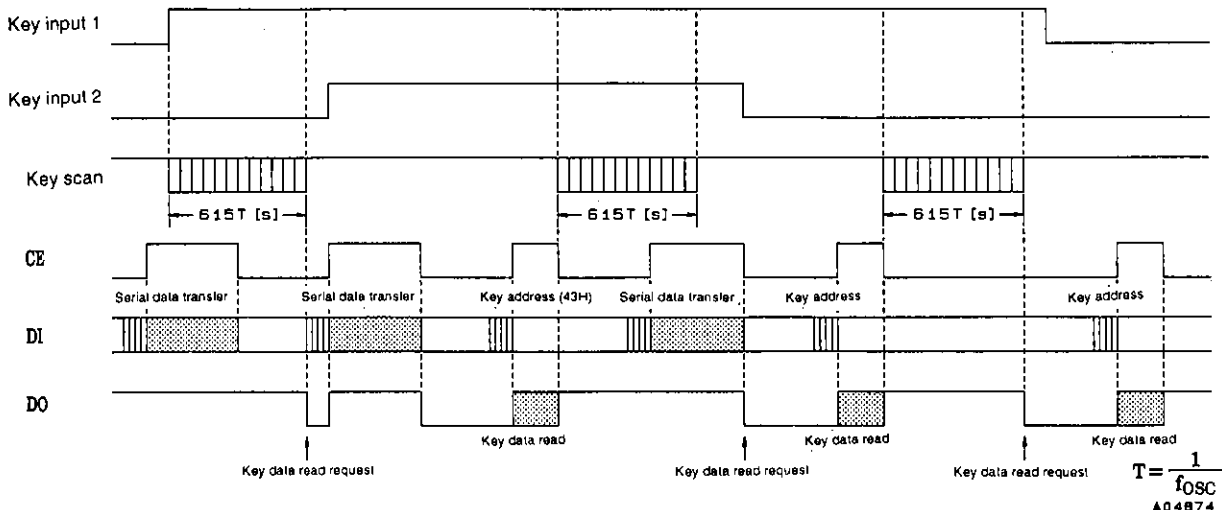 Key input 1
Key input 2
Key scan
615T [s] 615T [s] 615T [s]
CE
Serial data transfer Serial data transfer Key address (43H) Serial data transfer Key address Key address
DI
DO
Key data read Key data read Key data read
Key data read request Key data read request Key data read request
T = 1 / fOSC
A04874